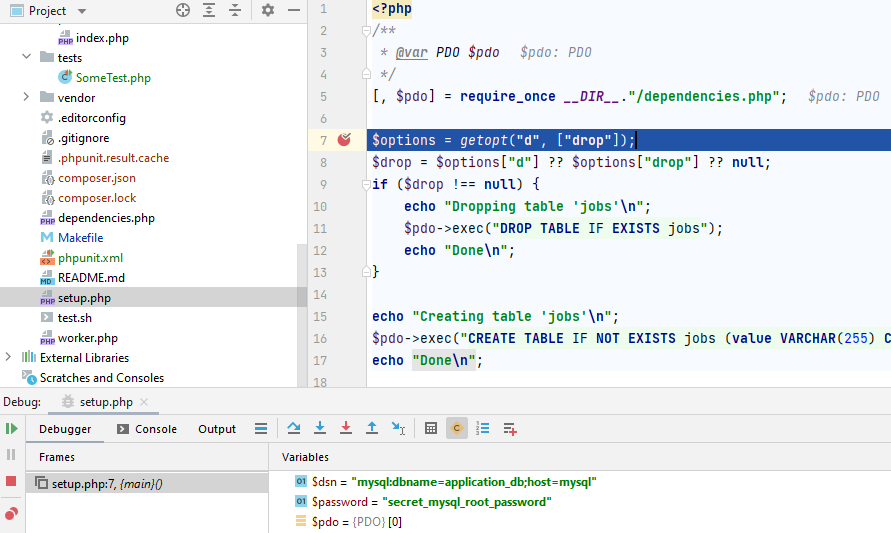 Project
index.php
tests
SomeTest.php
vendor
.editorconfig
.gitignore
.phpunit.result.cache
composer.json
composer.lock
dependencies.php
Makefile
phpunit.xml
README.md
setup.php
test.sh
worker.php
External Libraries
Scratches and Consoles
1 <?php
2 /**
3 * @var PDO $pdo $pdo: PDO
4 */
5 [, $pdo] = require_once __DIR__."/dependencies.php"; $pdo: PDO
6
7 $options = getopt("d", ["drop"]);
8 $drop = $options["d"] ?? $options["drop"] ?? null;
9 if ($drop !== null) {
10 echo "Dropping table 'jobs'\n";
11 $pdo->exec("DROP TABLE IF EXISTS jobs");
12 echo "Done\n";
13 }
14
15 echo "Creating table 'jobs'\n";
16 $pdo->exec("CREATE TABLE IF NOT EXISTS jobs (value VARCHAR(255) C
17 echo "Done\n";
18
Debug: setup.php
Debugger Console Output
Frames
setup.php:7, {main}()
Variables
$dsn = "mysql:dbname=application_db;host=mysql"
$password = "secret_mysql_root_password"
$pdo = {PDO} [0]